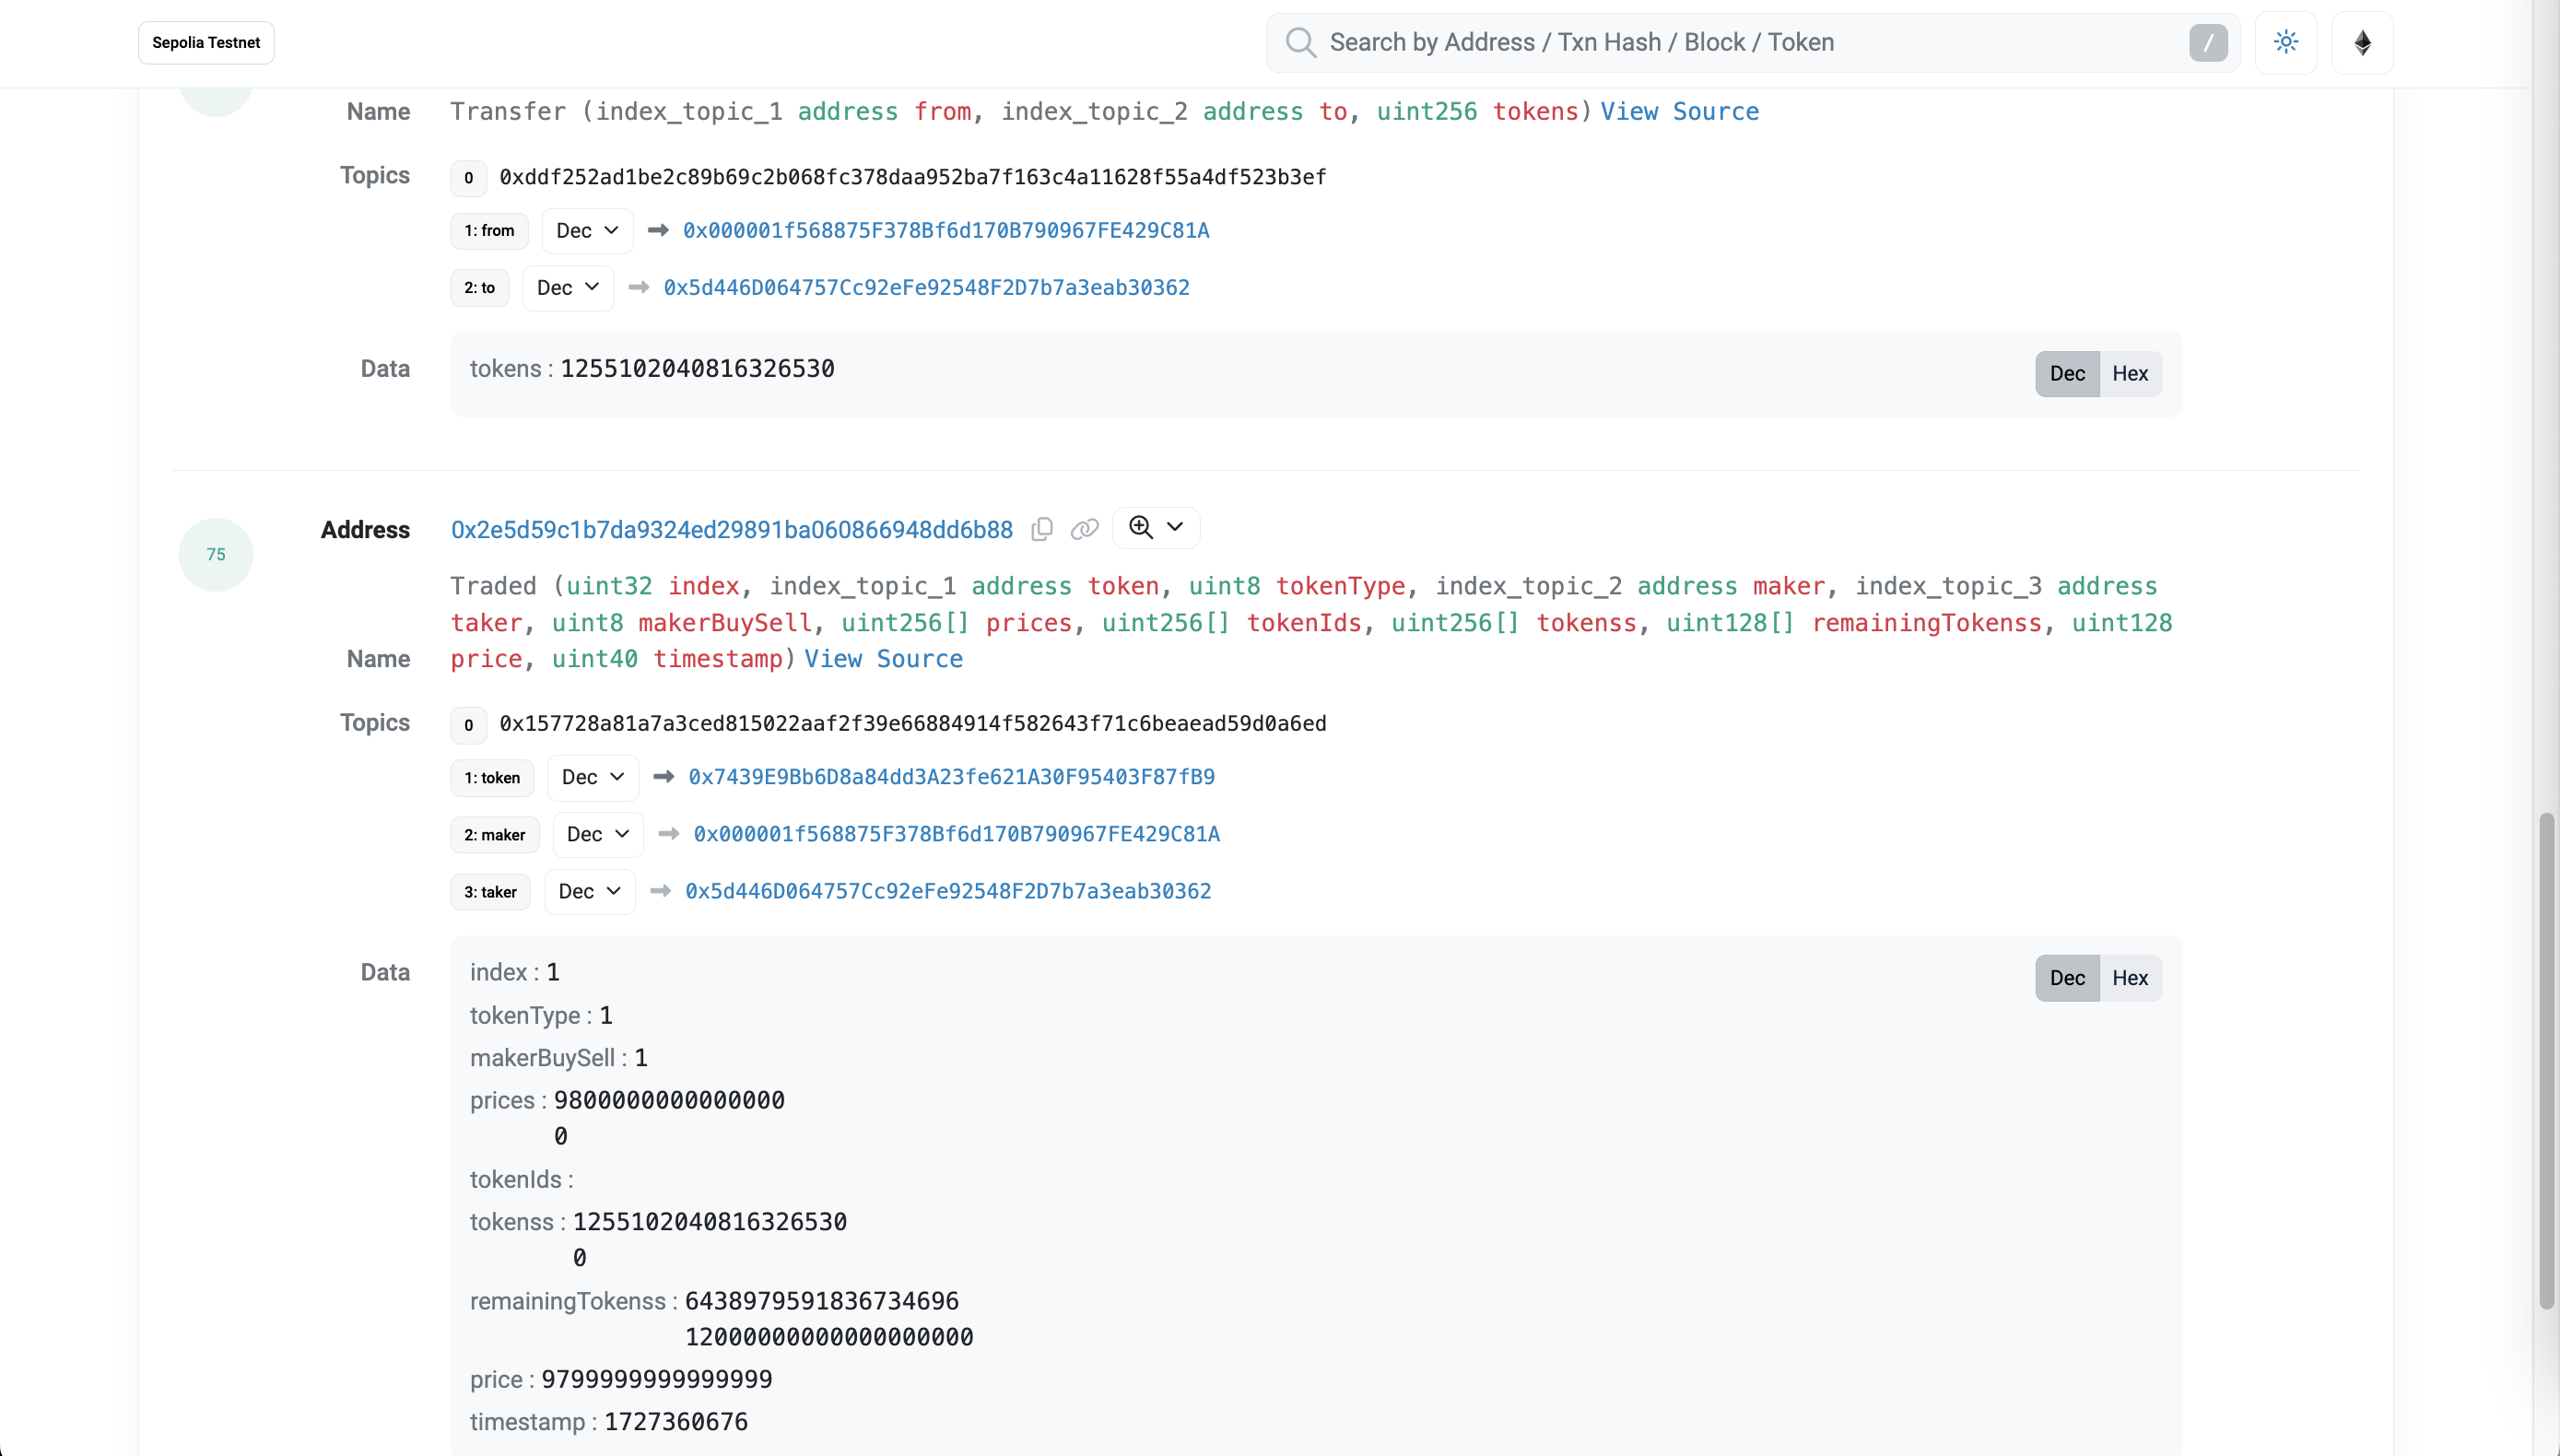 Sepolia Testnet
Search by Address / Txn Hash / Block / Token
/
Name
Transfer (index_topic_1 address from, index_topic_2 address to, uint256 tokens) View Source
Topics
0 0xddf252ad1be2c89b69c2b068fc378daa952ba7f163c4a11628f55a4df523b3ef
1: from Dec 0x000001f568875F378Bf6d170B790967FE429C81A
2: to Dec 0x5d446D064757Cc92eFe92548F2D7b7a3eab30362
Data
tokens : 1255102040816326530
Dec Hex
75
Address 0x2e5d59c1b7da9324ed29891ba060866948dd6b88
Traded (uint32 index, index_topic_1 address token, uint8 tokenType, index_topic_2 address maker, index_topic_3 address
taker, uint8 makerBuySell, uint256[] prices, uint256[] tokenIds, uint256[] tokenss, uint128[] remainingTokenss, uint128
Name price, uint40 timestamp) View Source
Topics
0 0x157728a81a7a3ced815022aaf2f39e66884914f582643f71c6beaead59d0a6ed
1: token Dec 0x7439E9Bb6D8a84dd3A23fe621A30F95403F87fB9
2: maker Dec 0x000001f568875F378Bf6d170B790967FE429C81A
3: taker Dec 0x5d446D064757Cc92eFe92548F2D7b7a3eab30362
Data
index : 1
Dec Hex
tokenType : 1
makerBuySell : 1
prices : 9800000000000000
0
tokenIds :
tokenss : 1255102040816326530
0
remainingTokenss : 6438979591836734696
12000000000000000000
price : 9799999999999999
timestamp : 1727360676